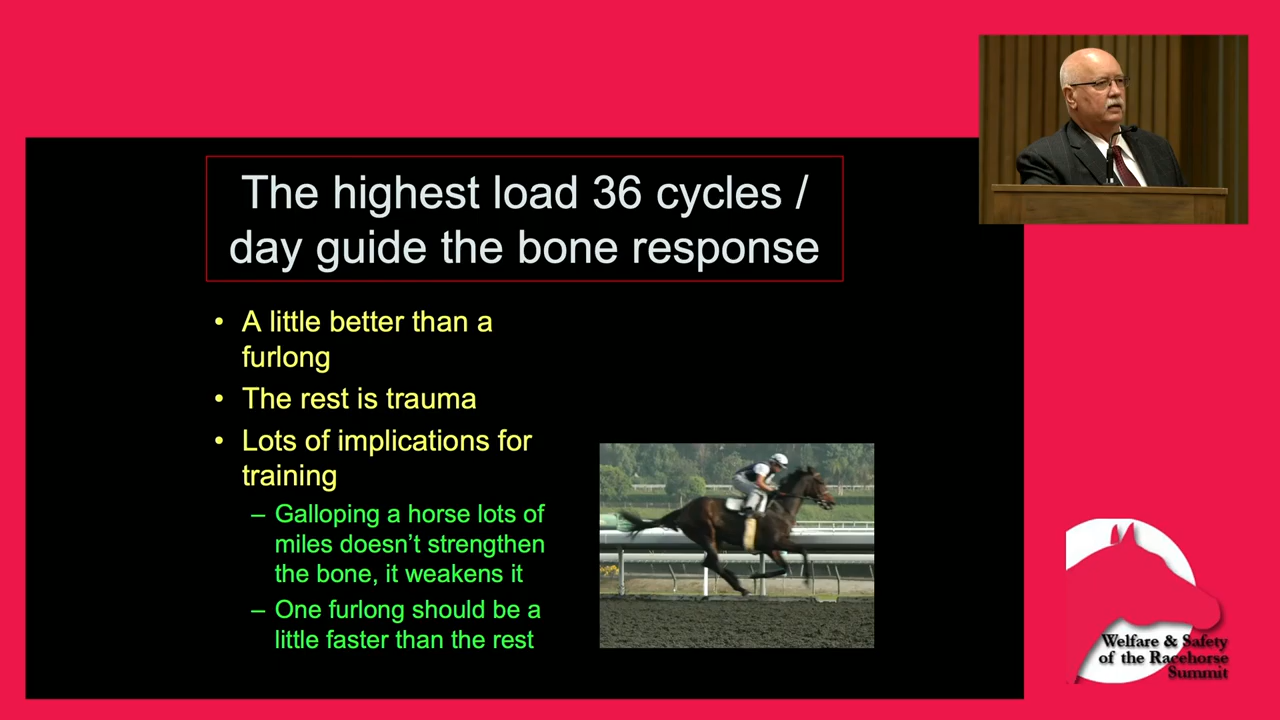 The highest load 36 cycles /
day guide the bone response
• A little better than a
furlong
• The rest is trauma
• Lots of implications for
training
– Galloping a horse lots of
miles doesn’t strengthen
the bone, it weakens it
– One furlong should be a
little faster than the rest
Welfare & Safety
of the Racehorse
Summit